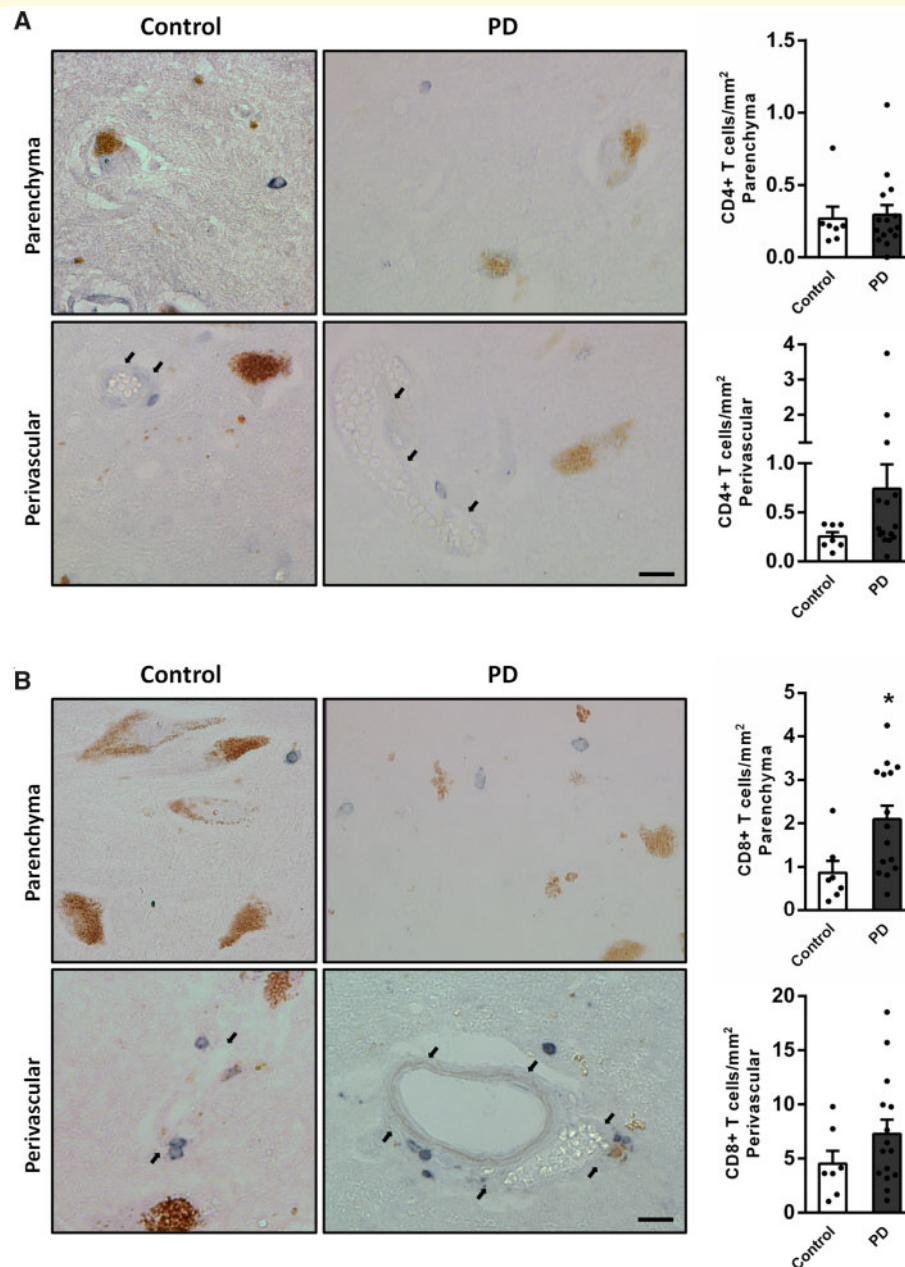 A
Control
PD
Parenchyma
Perivascular
CD4+ T cells/mm²
Parenchyma
1.5
1.0
0.5
0.0
Control
PD
CD4+ T cells/mm²
Perivascular
4
3
2
1.0
0.5
0.0
Control
PD
B
Control
PD
Parenchyma
Perivascular
CD8+ T cells/mm²
Parenchyma
5
4
3
2
1
0
*
Control
PD
CD8+ T cells/mm²
Perivascular
20
15
10
5
0
Control
PD